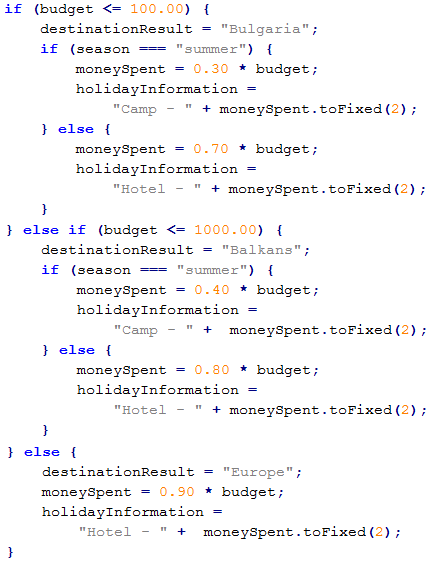 if (budget <= 100.00) {
    destinationResult = "Bulgaria";
    if (season === "summer") {
        moneySpent = 0.30 * budget;
        holidayInformation =
            "Camp - " + moneySpent.toFixed(2);
    } else {
        moneySpent = 0.70 * budget;
        holidayInformation =
            "Hotel - " + moneySpent.toFixed(2);
    }
} else if (budget <= 1000.00) {
    destinationResult = "Balkans";
    if (season === "summer") {
        moneySpent = 0.40 * budget;
        holidayInformation =
            "Camp - " +  moneySpent.toFixed(2);
    } else {
        moneySpent = 0.80 * budget;
        holidayInformation =
            "Hotel - " + moneySpent.toFixed(2);
    }
} else {
    destinationResult = "Europe";
    moneySpent = 0.90 * budget;
    holidayInformation =
        "Hotel - " +  moneySpent.toFixed(2);
}